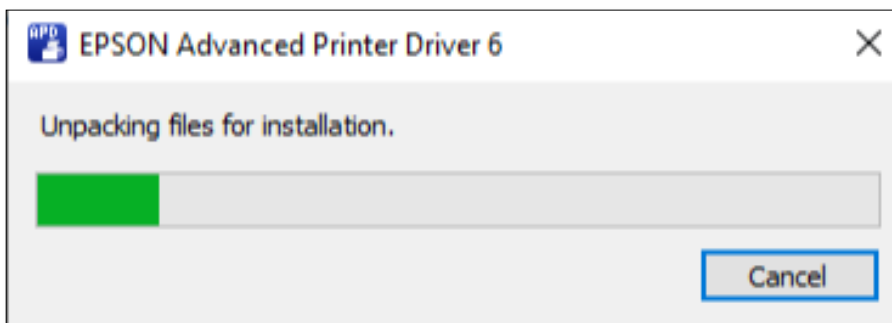 APD
EPSON Advanced Printer Driver 6
Unpacking files for installation.
Cancel